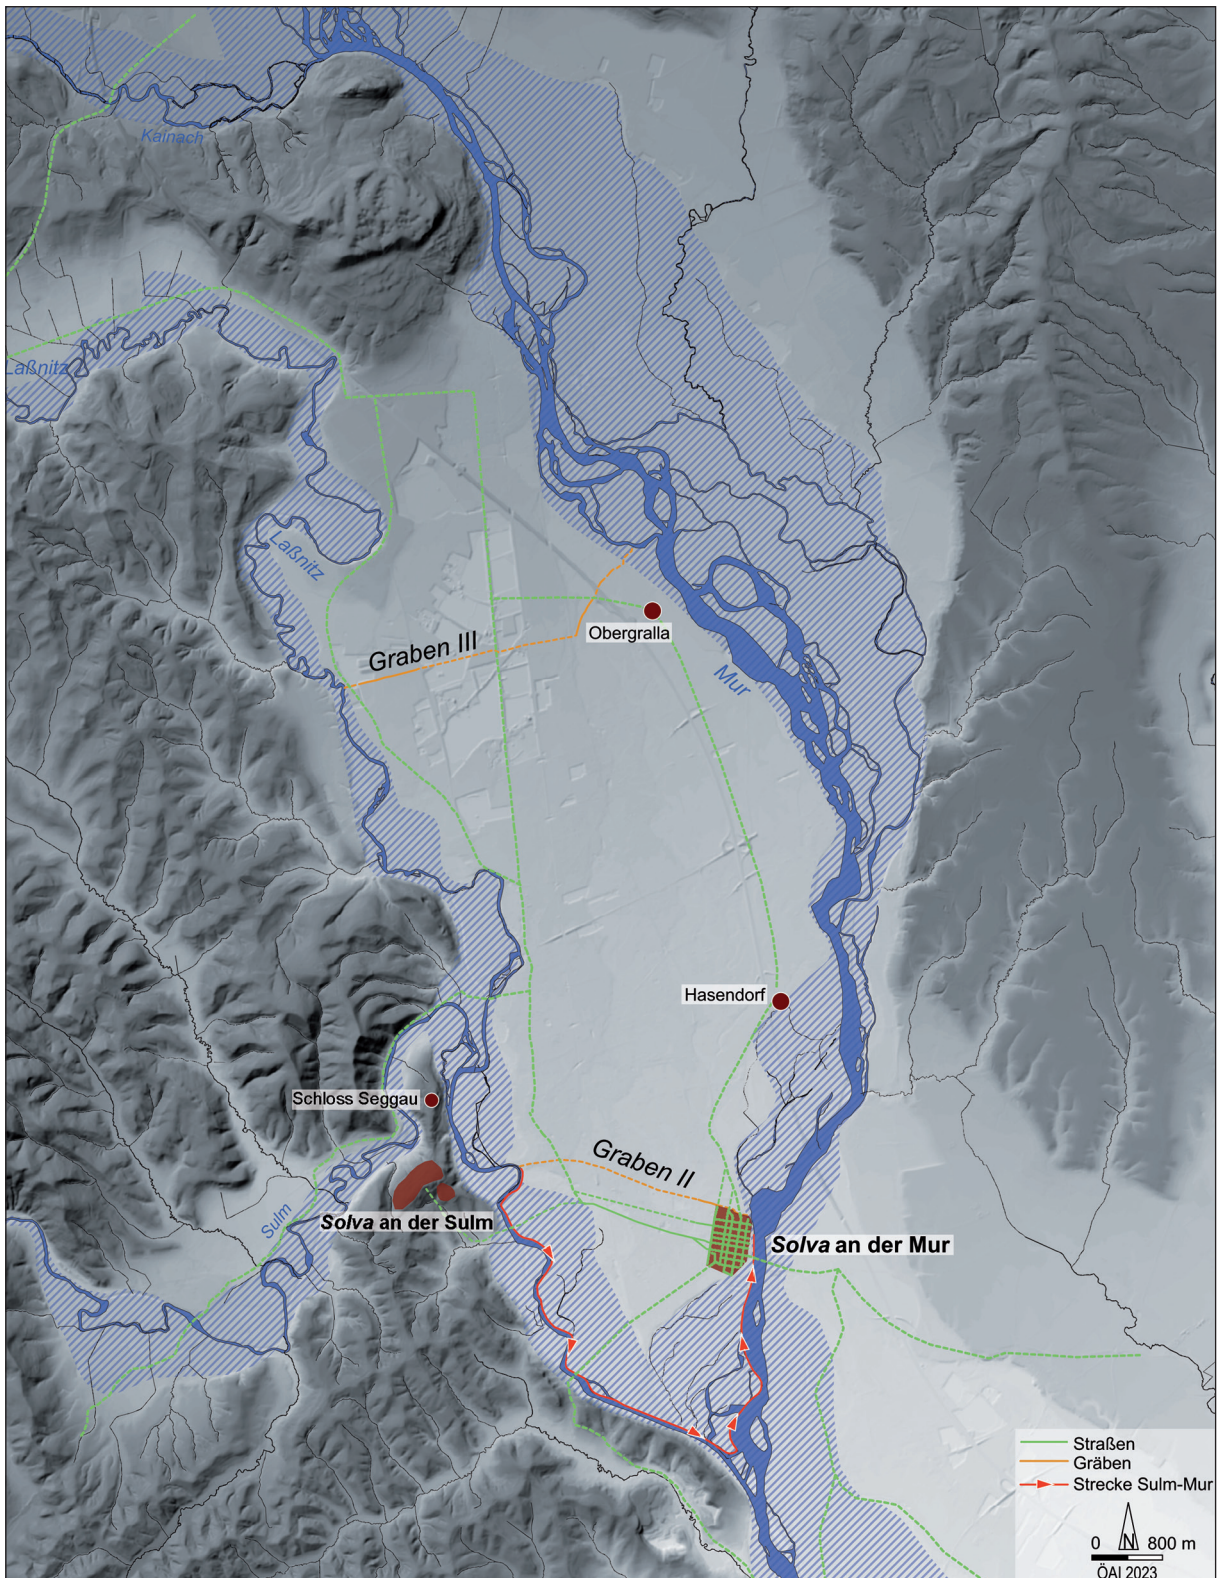 Kainach
Laßnitz
Laßnitz
Obergralla
Graben III
Mur
Hasendorf
Schloss Seggau
Graben II
Sulm
Solva an der Sulm
Solva an der Mur
Straßen
Gräben
Strecke Sulm-Mur
0 N 800 m
ÖAI 2023